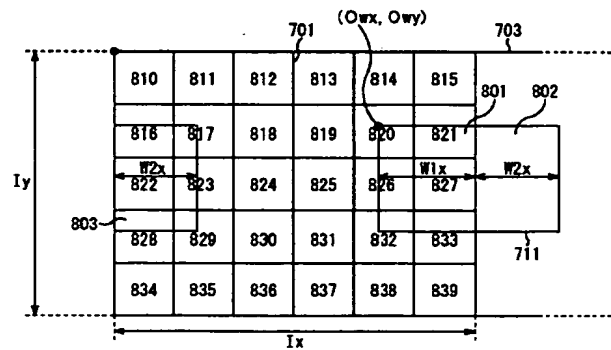 (Owx, Owy)
701
703
810 811 812 813 814 815
801
802
816 817 818 819 820 821
Iy
W2x
W1x
W2x
822 823 824 825 826 827
803
828 829 830 831 832 833
711
834 835 836 837 838 839
Ix